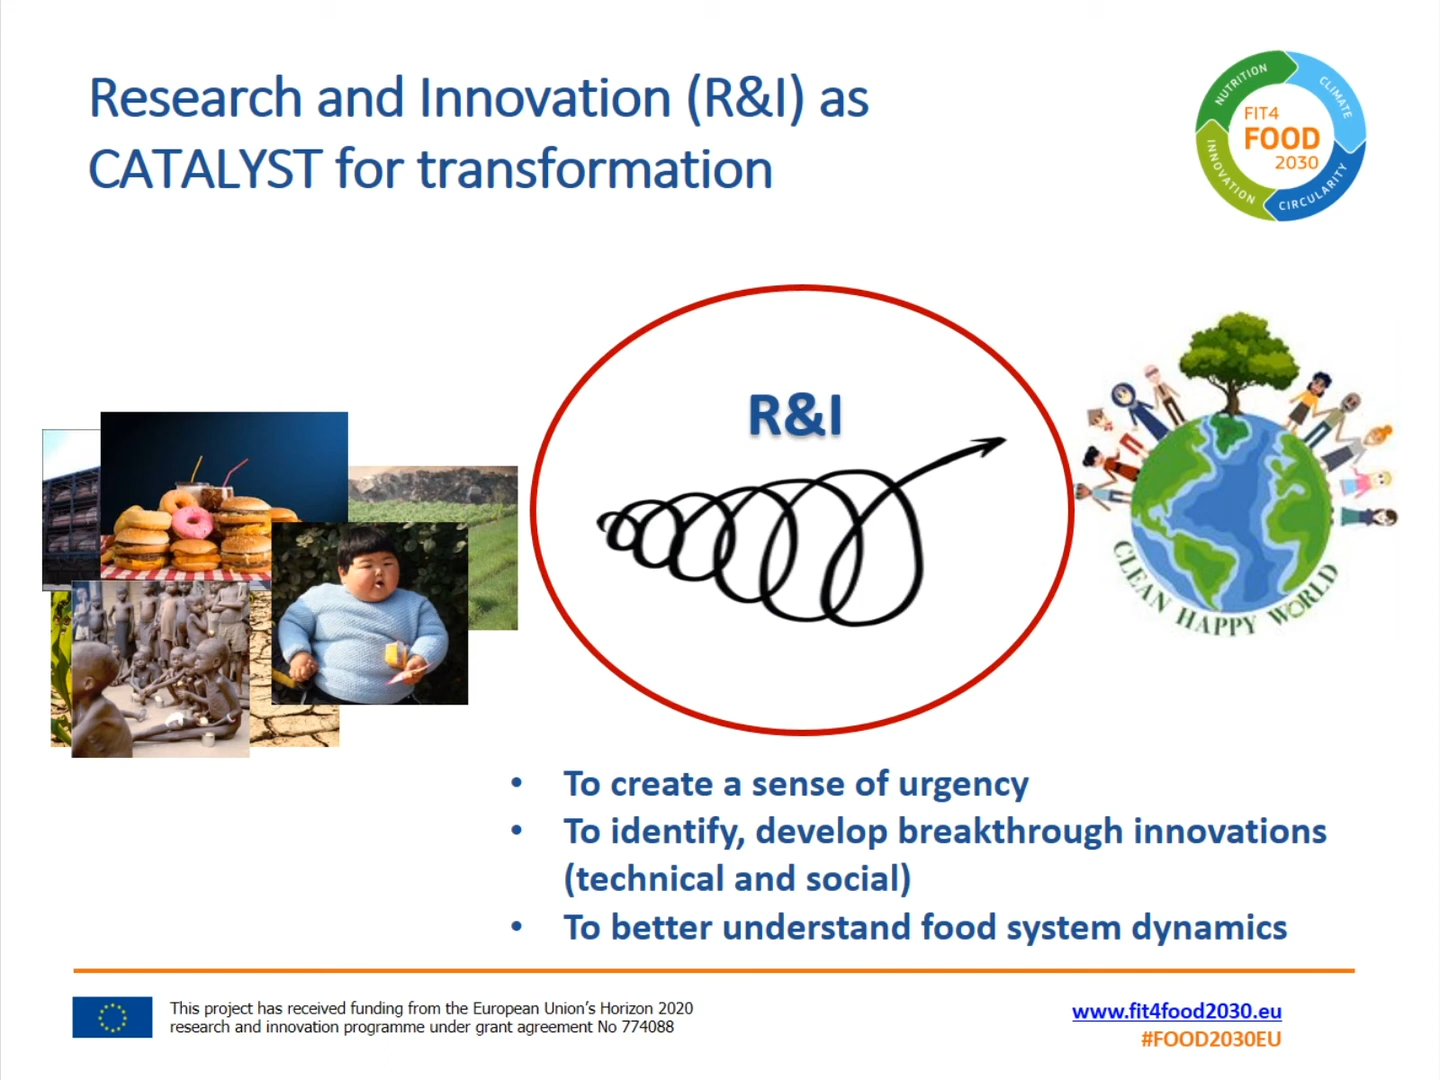 Research and Innovation (R&I) as
CATALYST for transformation
NUTRITION
CLIMATE
CIRCULARITY
INNOVATION
FIT4
FOOD
2030
R&I
CLEAN HAPPY WORLD
• To create a sense of urgency
• To identify, develop breakthrough innovations
(technical and social)
• To better understand food system dynamics
This project has received funding from the European Union's Horizon 2020
research and innovation programme under grant agreement No 774088
www.fit4food2030.eu
#FOOD2030EU